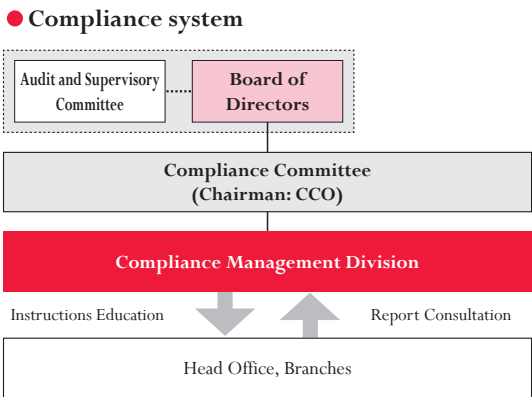 Compliance system
Audit and Supervisory
Committee
Board of
Directors
Compliance Committee
(Chairman: CCO)
Compliance Management Division
Instructions Education
Report Consultation
Head Office, Branches